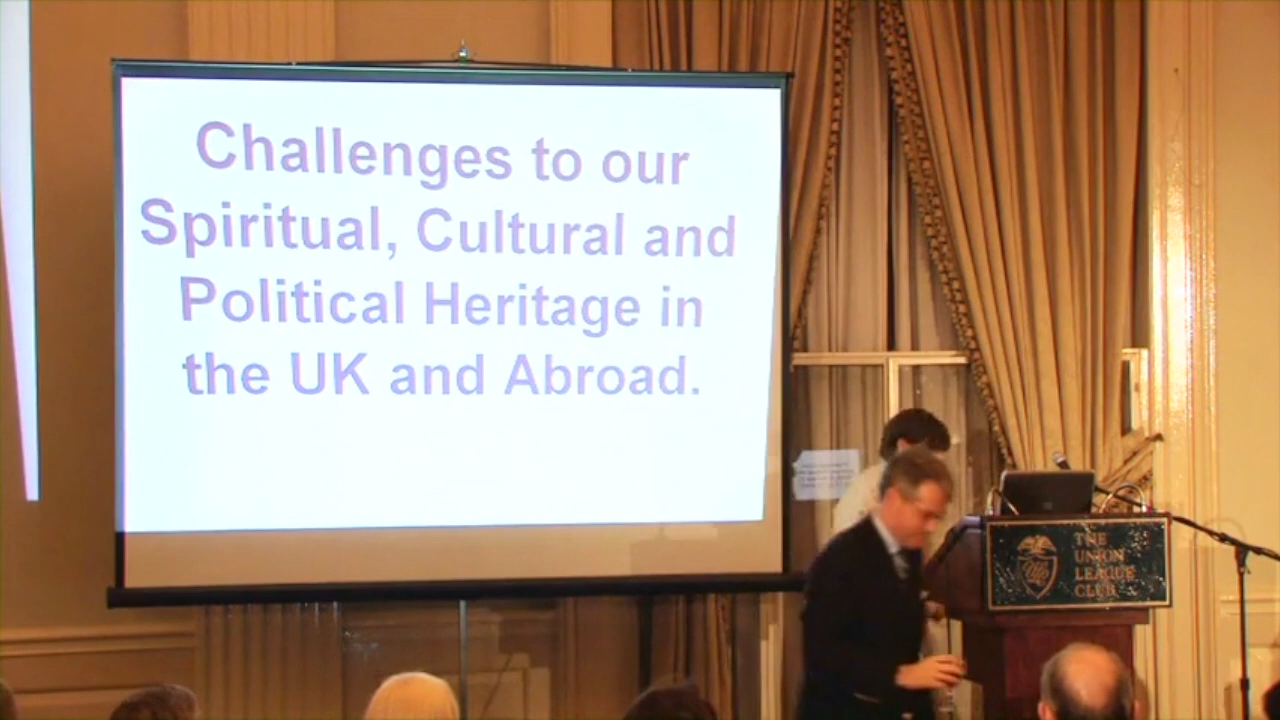 Challenges to our
Spiritual, Cultural and
Political Heritage in
the UK and Abroad.
THE
UNION
LEAGUE
CLUB